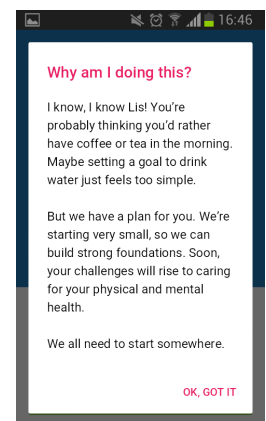 16:46
Why am I doing this?
I know, I know Lis! You're
probably thinking you'd rather
have coffee or tea in the morning.
Maybe setting a goal to drink
water just feels too simple.
But we have a plan for you. We're
starting very small, so we can
build strong foundations. Soon,
your challenges will rise to caring
for your physical and mental
health.
We all need to start somewhere.
OK, GOT IT